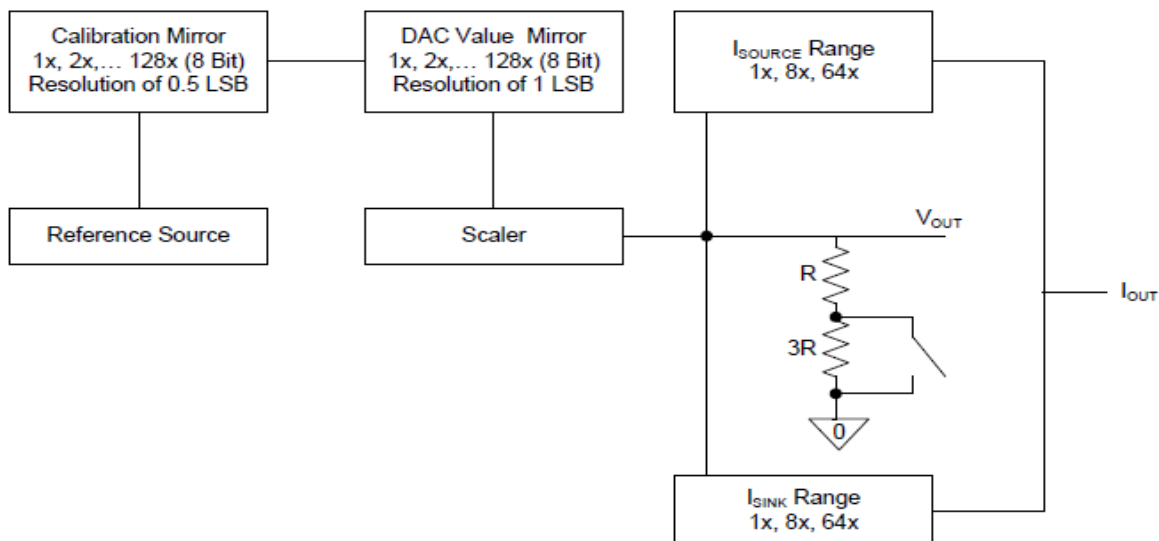 Calibration Mirror
1x, 2x,... 128x (8 Bit)
Resolution of 0.5 LSB
DAC Value Mirror
1x, 2x,... 128x (8 Bit)
Resolution of 1 LSB
ISOURCE Range
1x, 8x, 64x
Reference Source
Scaler
VOUT
R
3R
0
IOUT
ISINK Range
1x, 8x, 64x